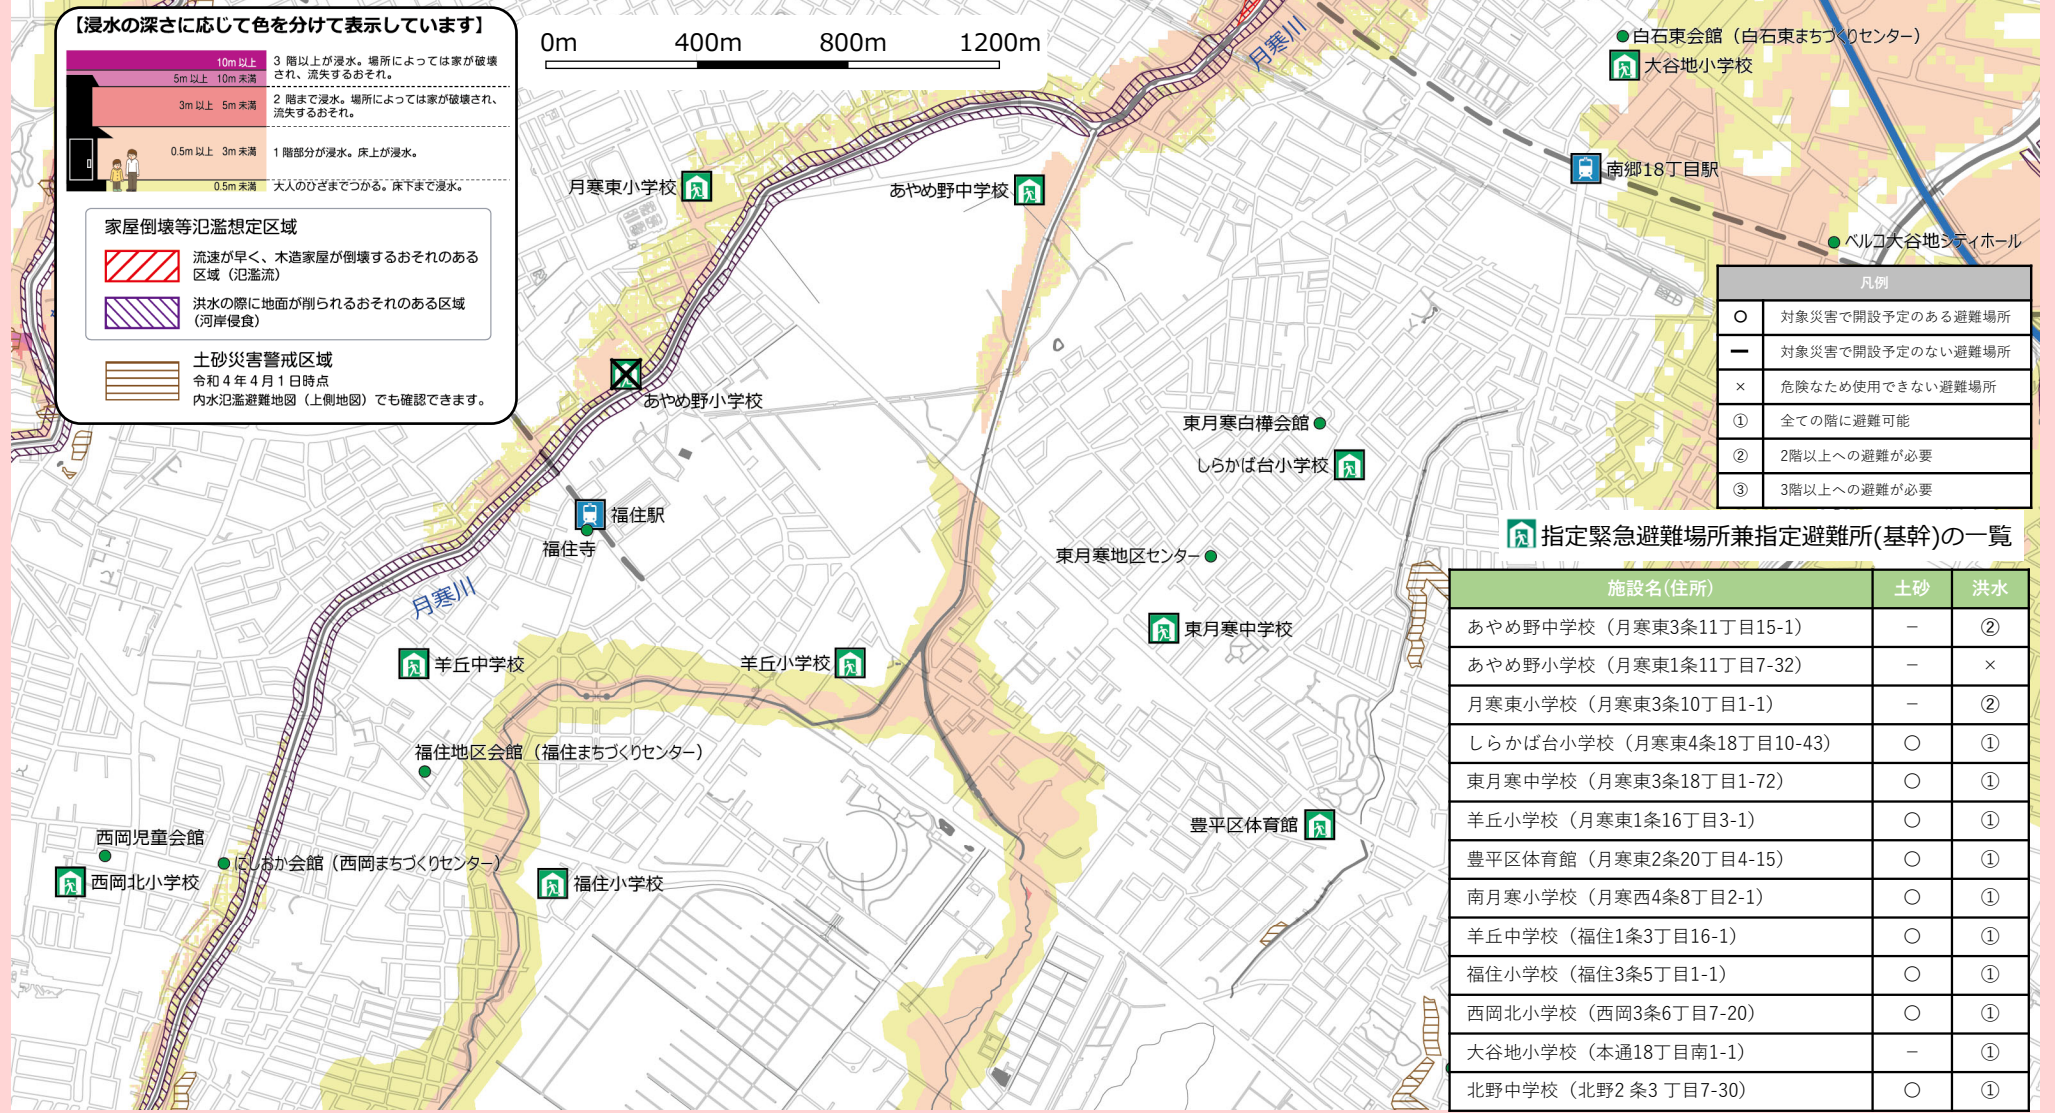 【浸水の深さに応じて色を分けて表示しています】
10m以上
3 階以上が浸水。場所によっては家が破壊
され、流失するおそれ。
5m以上 10m未満
3m以上 5m未満
2 階まで浸水。場所によっては家が破壊され、
流失するおそれ。
0.5m以上 3m未満
1 階部分が浸水。床上が浸水。
0.5m未満
大人のひざまでつかる。床下まで浸水。
家屋倒壊等氾濫想定区域
流速が早く、木造家屋が倒壊するおそれのある
区域（氾濫流）
洪水の際に地面が削られるおそれのある区域
（河岸侵食）
土砂災害警戒区域
令和４年４月１日時点
内水氾濫避難地図（上側地図）でも確認できます。
0m 400m 800m 1200m
月寒川
白石東会館（白石東まちづくりセンター）
大谷地小学校
南郷18丁目駅
ベルコ大谷地シティホール
月寒東小学校
あやめ野中学校
あやめ野小学校
東月寒白樺会館
しらかば台小学校
福住駅
福住寺
東月寒地区センター
月寒川
東月寒中学校
羊丘中学校
羊丘小学校
福住地区会館（福住まちづくりセンター）
豊平区体育館
西岡児童会館
にしおか会館（西岡まちづくりセンター）
西岡北小学校
福住小学校
凡例
○ 対象災害で開設予定のある避難場所
ー 対象災害で開設予定のない避難場所
× 危険なため使用できない避難場所
① 全ての階に避難可能
② 2階以上への避難が必要
③ 3階以上への避難が必要
指定緊急避難場所兼指定避難所(基幹)の一覧
施設名(住所) 土砂 洪水
あやめ野中学校（月寒東3条11丁目15-1） － ②
あやめ野小学校（月寒東1条11丁目7-32） － ×
月寒東小学校（月寒東3条10丁目1-1） － ②
しらかば台小学校（月寒東4条18丁目10-43） ○ ①
東月寒中学校（月寒東3条18丁目1-72） ○ ①
羊丘小学校（月寒東1条16丁目3-1） ○ ①
豊平区体育館（月寒東2条20丁目4-15） ○ ①
南月寒小学校（月寒西4条8丁目2-1） ○ ①
羊丘中学校（福住1条3丁目16-1） ○ ①
福住小学校（福住3条5丁目1-1） ○ ①
西岡北小学校（西岡3条6丁目7-20） ○ ①
大谷地小学校（本通18丁目南1-1） － ①
北野中学校（北野2 条3 丁目7-30） ○ ①